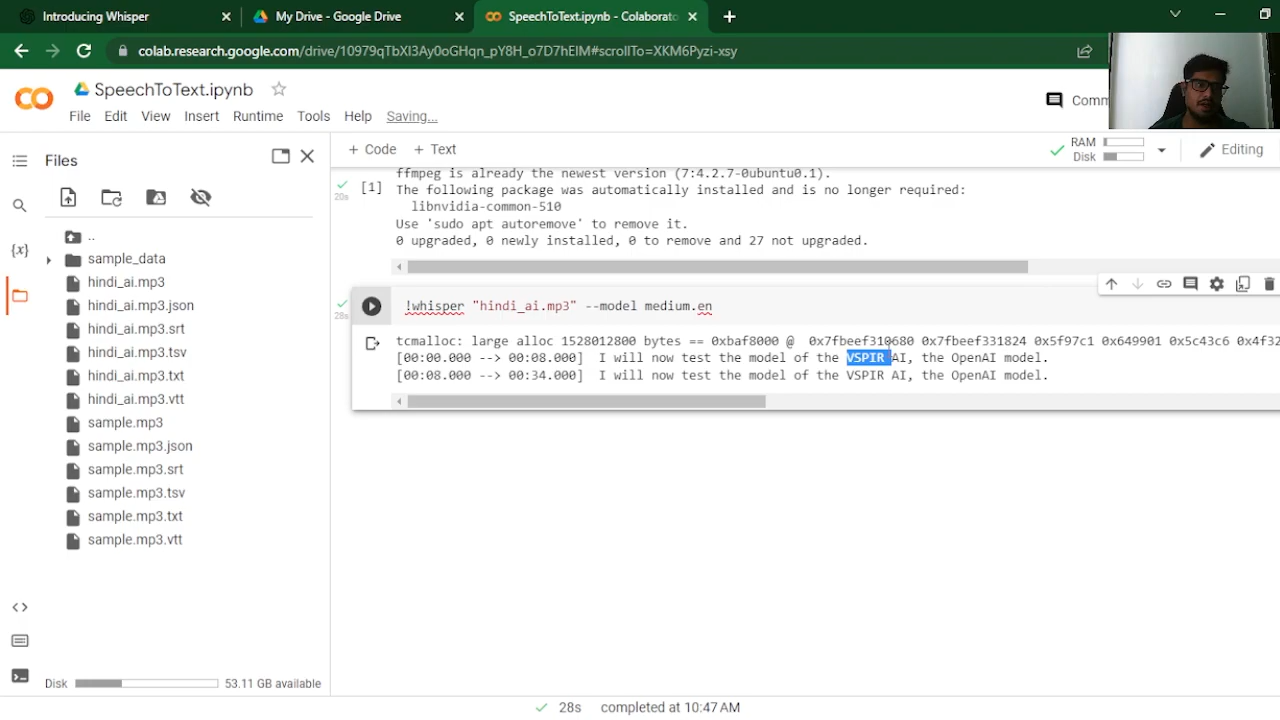 Introducing Whisper
My Drive - Google Drive
SpeechToText.ipynb - Colaborato
colab.research.google.com/drive/10979qTbXI3Ay0oGHqn_pY8H_o7D7hElM#scrollTo=XKM6Pyzi-xsy
SpeechToText.ipynb
File Edit View Insert Runtime Tools Help Saving...
Comm
Files
+ Code + Text
RAM
Disk
Editing
ffmpeg is already the newest version (7:4.2.7-0ubuntu0.1).
[1] The following package was automatically installed and is no longer required:
20s
libnvidia-common-510
Use 'sudo apt autoremove' to remove it.
0 upgraded, 0 newly installed, 0 to remove and 27 not upgraded.
..
sample_data
hindi_ai.mp3
hindi_ai.mp3.json
hindi_ai.mp3.srt
hindi_ai.mp3.tsv
hindi_ai.mp3.txt
hindi_ai.mp3.vtt
sample.mp3
sample.mp3.json
sample.mp3.srt
sample.mp3.tsv
sample.mp3.txt
sample.mp3.vtt
!whisper "hindi_ai.mp3" --model medium.en
28s
tcmalloc: large alloc 1528012800 bytes == 0xbaf8000 @ 0x7fbeef310680 0x7fbeef331824 0x5f97c1 0x649901 0x5c43c6 0x4f32
[00:00.000 --> 00:08.000] I will now test the model of the VSPIR AI, the OpenAI model.
[00:08.000 --> 00:34.000] I will now test the model of the VSPIR AI, the OpenAI model.
Disk 53.11 GB available
28s completed at 10:47 AM